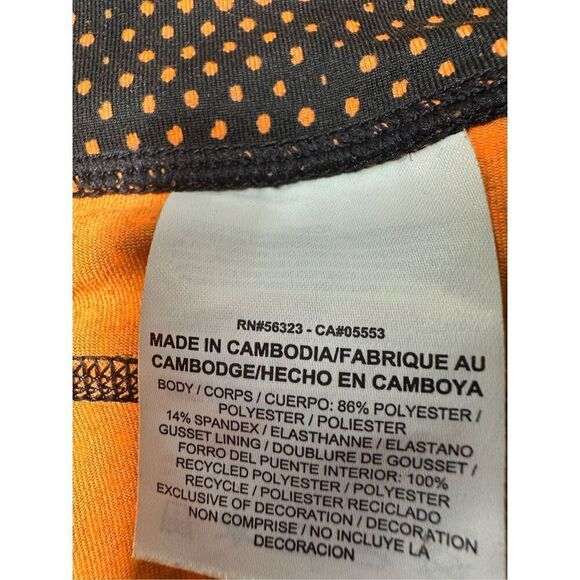 RN#56323 - CA#05553
MADE IN CAMBODIA/FABRIQUE AU
CAMBODGE/HECHO EN CAMBOYA
BODY / CORPS / CUERPO: 86% POLYESTER /
POLYESTER / POLIESTER
14% SPANDEX / ELASTHANNE / ELASTANO
GUSSET LINING / DOUBLURE DE GOUSSET /
FORRO DEL PUENTE INTERIOR: 100%
RECYCLED POLYESTER / POLYESTER
RECYCLE / POLIESTER RECICLADO
EXCLUSIVE OF DECORATION / DECORATION
NON COMPRISE / NO INCLUYE LA
DECORACION